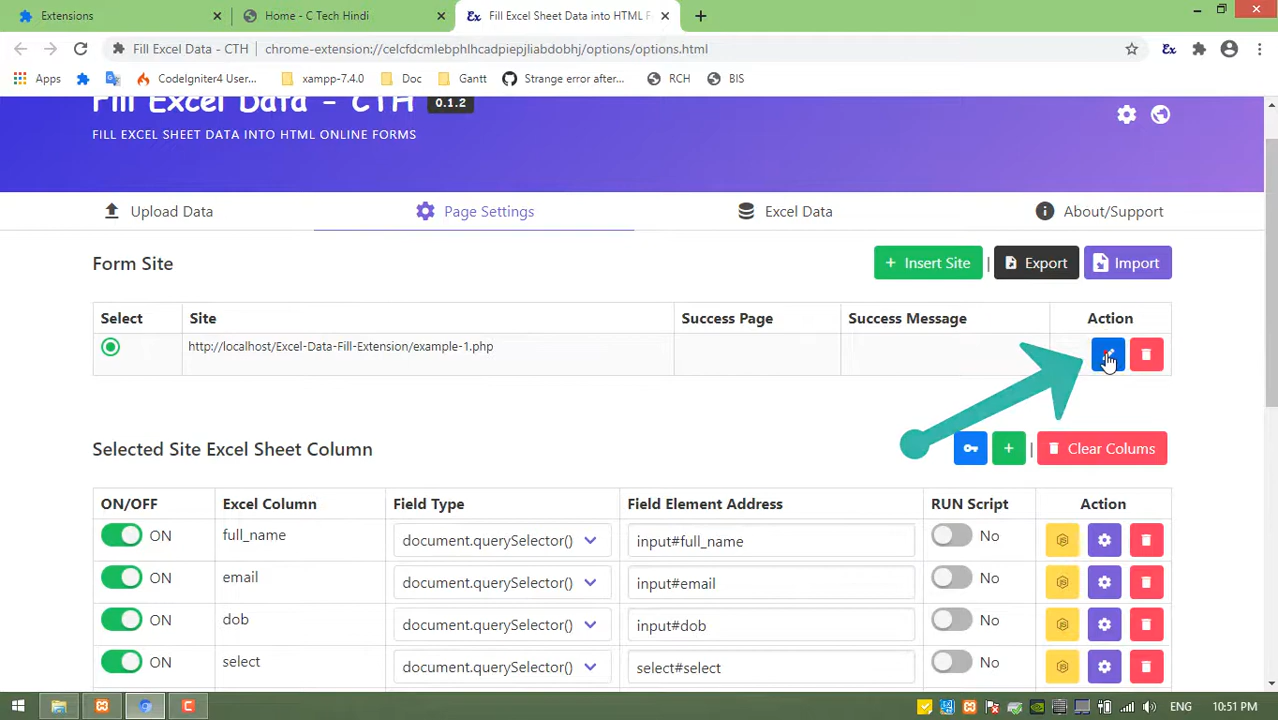 Extensions
Home - C Tech Hindi
Ex Fill Excel Sheet Data into HTML F
Fill Excel Data - CTH
chrome-extension://celcfdcmlebphlhcadpiepjliabdobhj/options/options.html
Ex
Apps
CodeIgniter4 User...
xampp-7.4.0
Doc
Gantt
Strange error after...
RCH
BIS
Fill Excel Data - CTH 0.1.2
FILL EXCEL SHEET DATA INTO HTML ONLINE FORMS
Upload Data
Page Settings
Excel Data
About/Support
Form Site
+ Insert Site | Export Import
Select Site Success Page Success Message Action
http://localhost/Excel-Data-Fill-Extension/example-1.php
Selected Site Excel Sheet Column
+ | Clear Colums
ON/OFF Excel Column Field Type Field Element Address RUN Script Action
ON full_name document.querySelector() input#full_name No
ON email document.querySelector() input#email No
ON dob document.querySelector() input#dob No
ON select document.querySelector() select#select No
ENG 10:51 PM